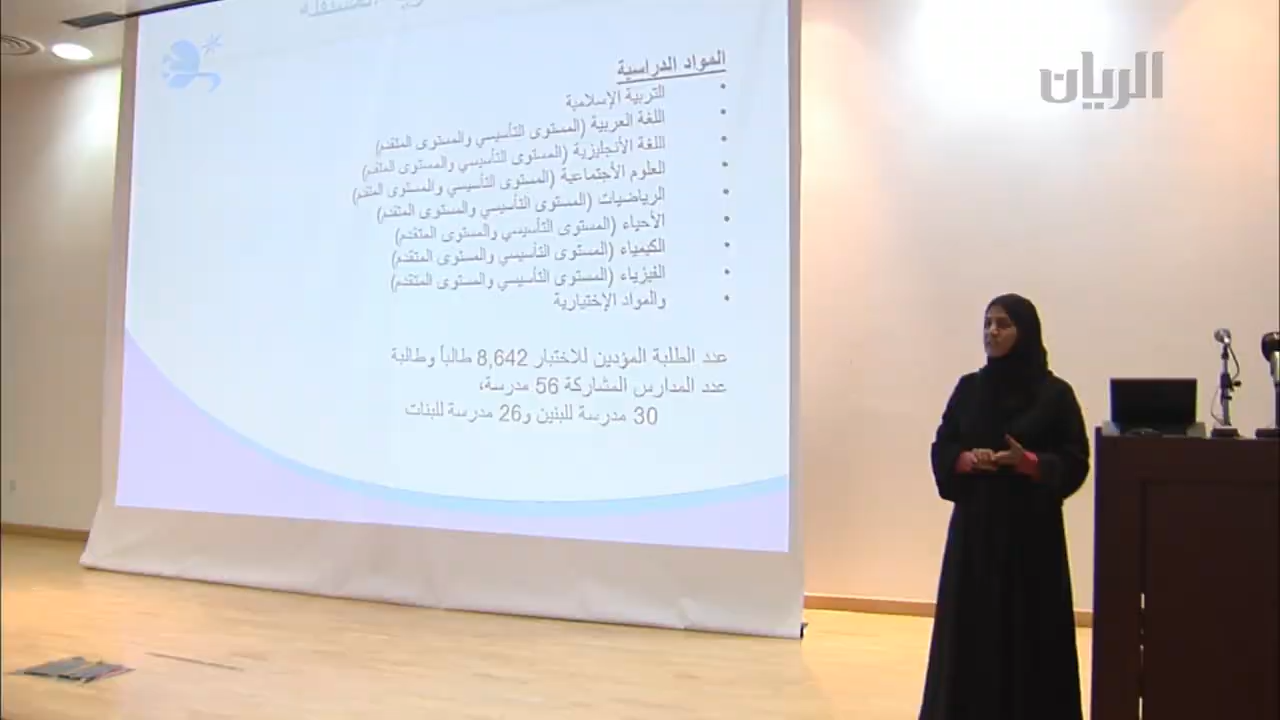 الريان
المواد الدراسية
• التربية الإسلامية
• اللغة العربية (المستوى التأسيسي والمستوى المتقدم)
• اللغة الأنجليزية (المستوى التأسيسي والمستوى المتقدم)
• العلوم الأجتماعية (المستوى التأسيسي والمستوى المتقدم)
• الرياضيات (المستوى التأسيسي والمستوى المتقدم)
• الأحياء (المستوى التأسيسي والمستوى المتقدم)
• الكيمياء (المستوى التأسيسي والمستوى المتقدم)
• الفيزياء (المستوى التأسيسي والمستوى المتقدم)
• والمواد الإختيارية
عدد الطلبة المؤدين للاختبار 8,642 طالباً وطالبة
عدد المدارس المشاركة 56 مدرسة،
30 مدرسة للبنين و26 مدرسة للبنات